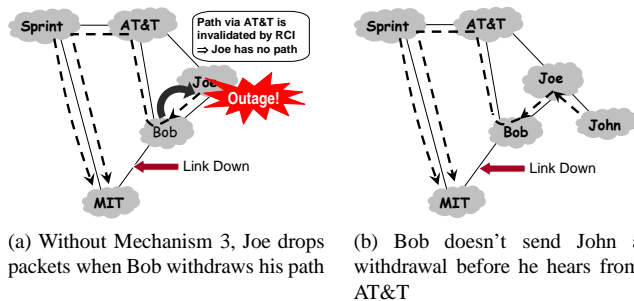 Sprint
AT&T
Path via AT&T is
invalidated by RCI
⇒ Joe has no path
Joe
Outage!
Bob
Link Down
MIT
(a) Without Mechanism 3, Joe drops
packets when Bob withdraws his path
Sprint
AT&T
Joe
John
Bob
Link Down
MIT
(b) Bob doesn't send John a
withdrawal before he hears from
AT&T